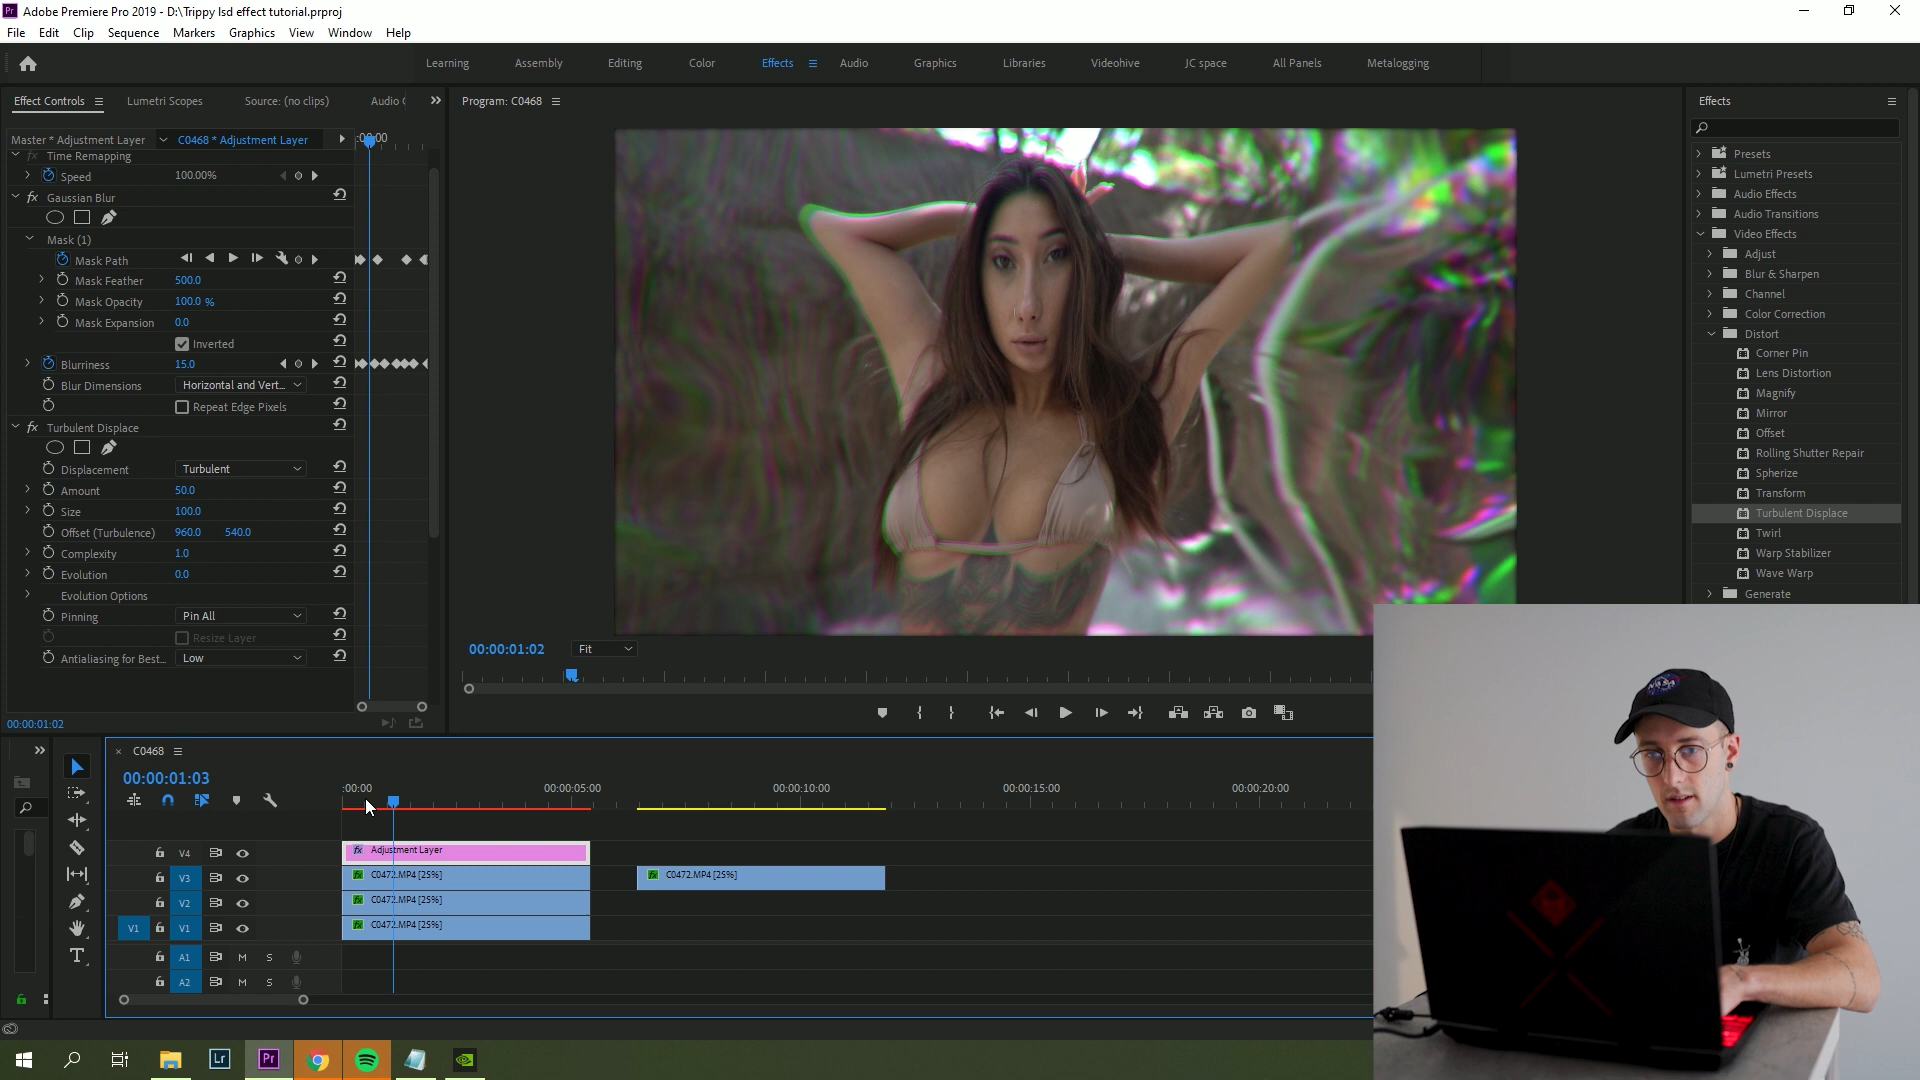 Adobe Premiere Pro 2019 - D:\Trippy lsd effect tutorial.prproj
File Edit Clip Sequence Markers Graphics View Window Help
Learning Assembly Editing Color Effects Audio Graphics Libraries Videohive JC space All Panels Metalogging
Effect Controls Lumetri Scopes Source: (no clips) Audio
Master * Adjustment Layer C0468 * Adjustment Layer :00:00
Time Remapping
Speed 100.00%
Gaussian Blur
Mask (1)
Mask Path
Mask Feather 500.0
Mask Opacity 100.0 %
Mask Expansion 0.0
Inverted
Blurriness 15.0
Blur Dimensions Horizontal and Vert...
Repeat Edge Pixels
Turbulent Displace
Displacement Turbulent
Amount 50.0
Size 100.0
Offset (Turbulence) 960.0 540.0
Complexity 1.0
Evolution 0.0
Evolution Options
Pinning Pin All
Resize Layer
Antialiasing for Best... Low
00:00:01:02
Program: C0468
00:00:01:02 Fit
Effects
Presets
Lumetri Presets
Audio Effects
Audio Transitions
Video Effects
Adjust
Blur & Sharpen
Channel
Color Correction
Distort
Corner Pin
Lens Distortion
Magnify
Mirror
Offset
Rolling Shutter Repair
Spherize
Transform
Turbulent Displace
Twirl
Warp Stabilizer
Wave Warp
Generate
C0468
00:00:01:03
:00:00 00:00:05:00 00:00:10:00 00:00:15:00 00:00:20:00
V4 Adjustment Layer
V3 C0472.MP4 [25%] C0472.MP4 [25%]
V2 C0472.MP4 [25%]
V1 V1 C0472.MP4 [25%]
A1 M S
A2 M S
Lr Pr
NASA